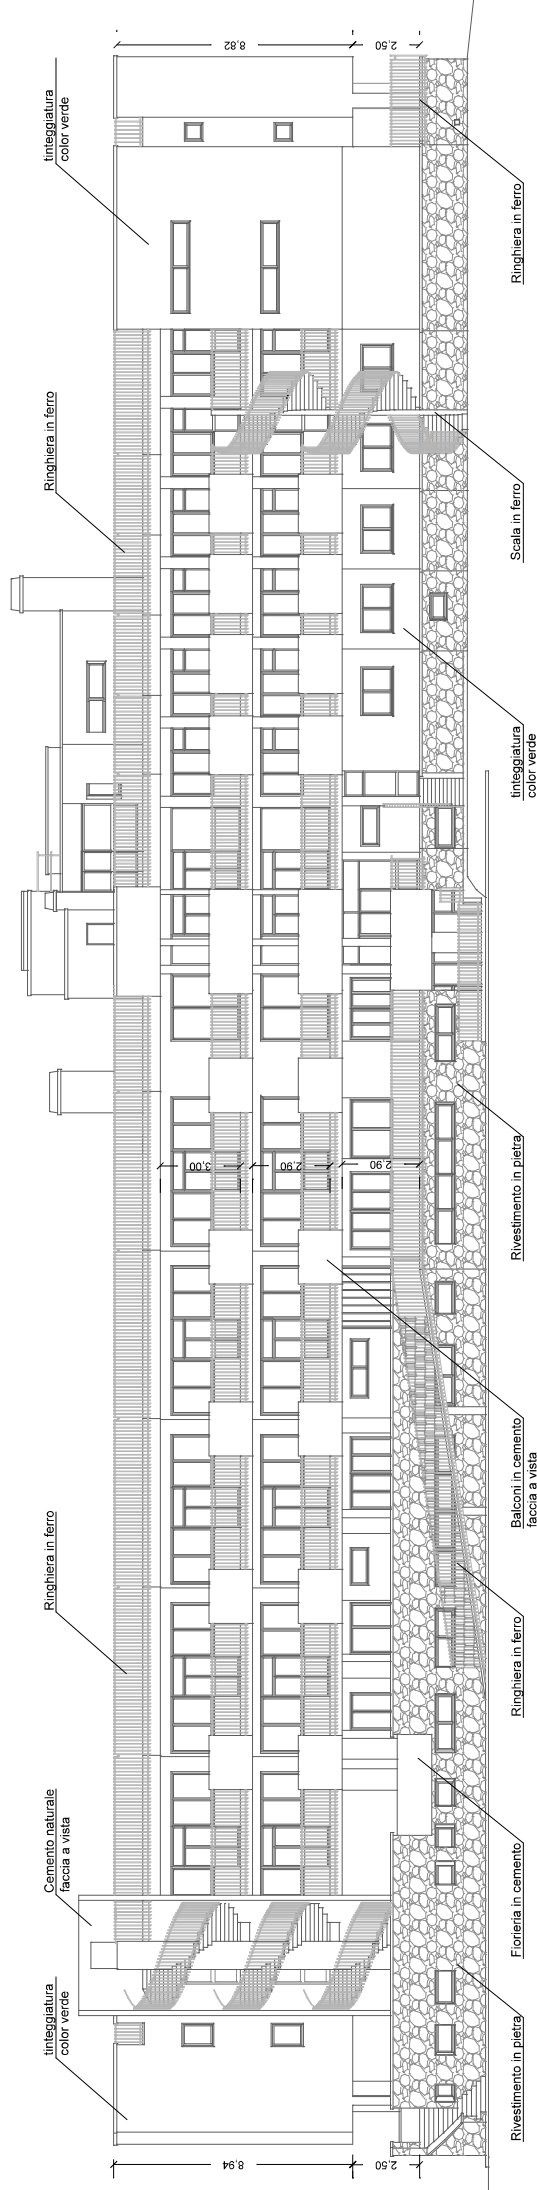 tinteggiatura
color verde
Cemento naturale
faccia a vista
Ringhiera in ferro
Ringhiera in ferro
tinteggiatura
color verde
8,94
2,50
3,00
2,90
2,90
8,82
2,50
Rivestimento in pietra
Fiorieria in cemento
Ringhiera in ferro
Balconi in cemento
faccia a vista
Rivestimento in pietra
tinteggiatura
color verde
Scala in ferro
Ringhiera in ferro